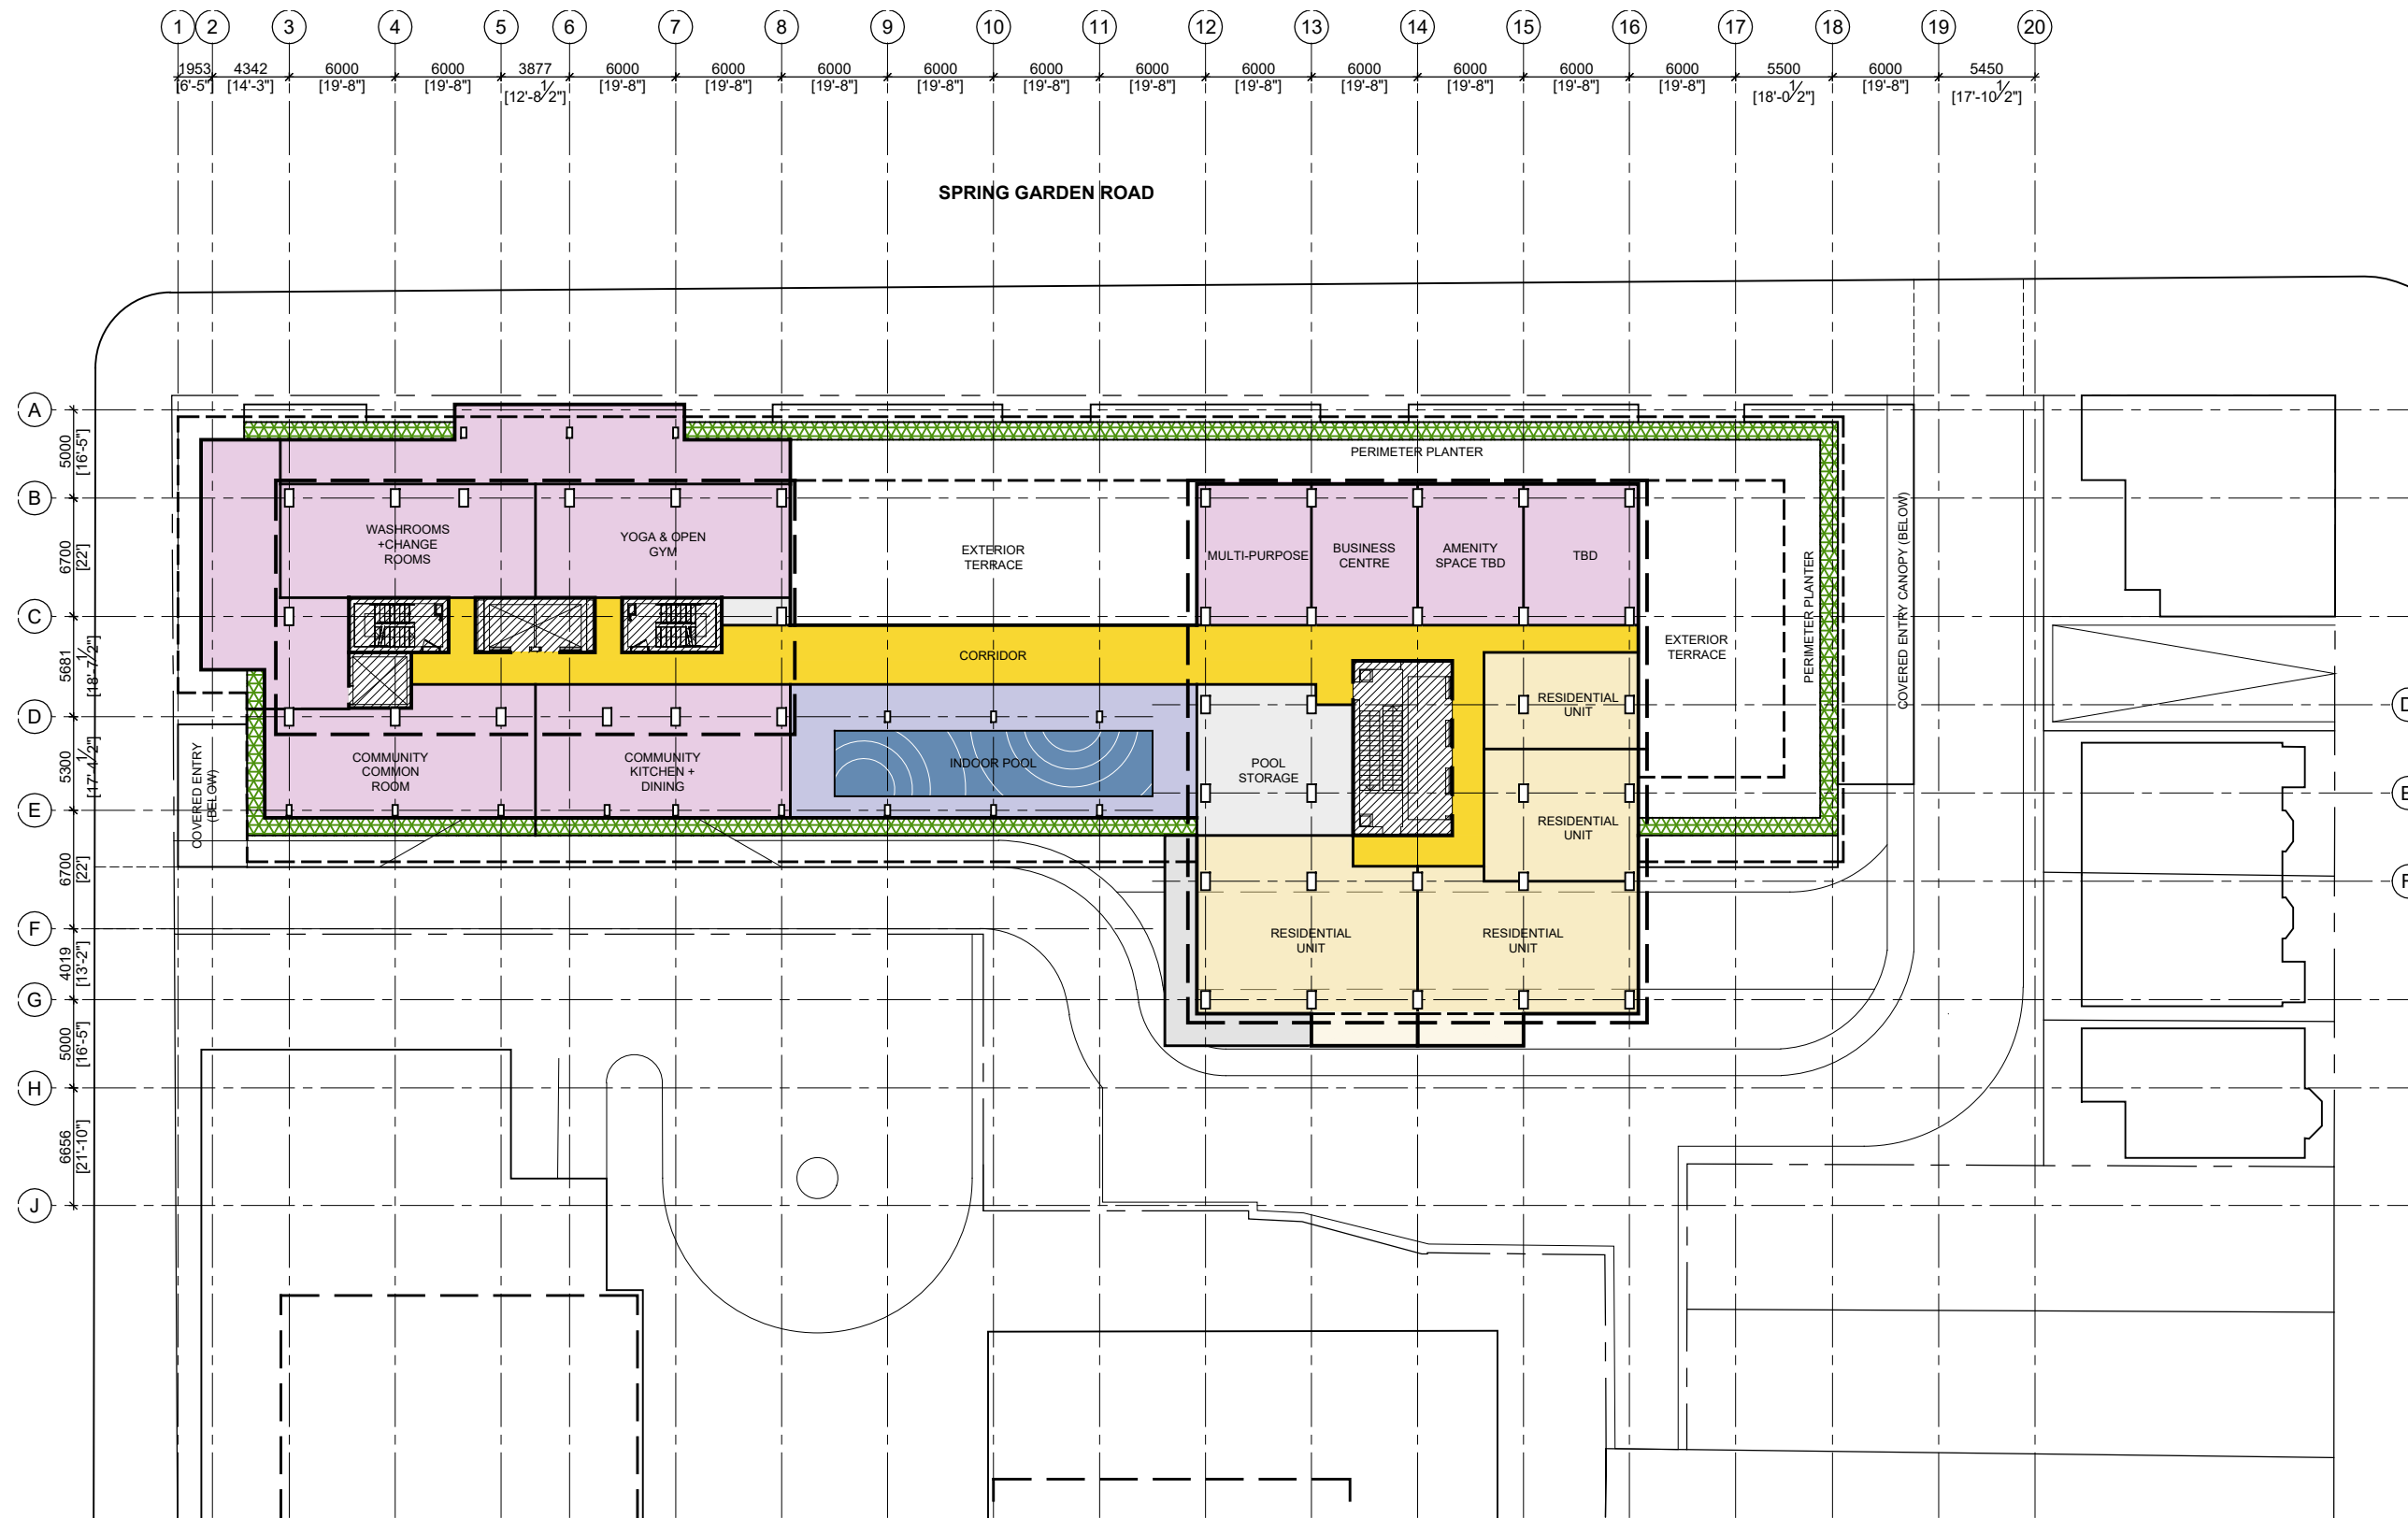 1 2 3 4 5 6 7 8 9 10 11 12 13 14 15 16 17 18 19 20
1953 4342 6000 6000 3877 6000 6000 6000 6000 6000 6000 6000 6000 6000 6000 6000 5500 6000 5450
[6'-5"] [14'-3"] [19'-8"] [19'-8"] [12'-8 1/2"] [19'-8"] [19'-8"] [19'-8"] [19'-8"] [19'-8"] [19'-8"] [19'-8"] [19'-8"] [19'-8"] [19'-8"] [19'-8"] [18'-0 1/2"] [19'-8"] [17'-10 1/2"]
SPRING GARDEN ROAD
A
5000
[16'-5"]
B
6700
[22']
C
5681
[18'-7 1/2"]
D
5300
[17'-4 1/2"]
E
6700
[22']
F
4019
[13'-2"]
G
5000
[16'-5"]
H
6656
[21'-10"]
J
PERIMETER PLANTER
WASHROOMS
+CHANGE
ROOMS
YOGA & OPEN
GYM
EXTERIOR
TERRACE
MULTI-PURPOSE
BUSINESS
CENTRE
AMENITY
SPACE TBD
TBD
CORRIDOR
EXTERIOR
TERRACE
PERIMETER PLANTER
COVERED ENTRY CANOPY (BELOW)
COVERED ENTRY
(BELOW)
COMMUNITY
COMMON
ROOM
COMMUNITY
KITCHEN +
DINING
INDOOR POOL
POOL
STORAGE
RESIDENTIAL
UNIT
RESIDENTIAL
UNIT
RESIDENTIAL
UNIT
RESIDENTIAL
UNIT
D
E
F